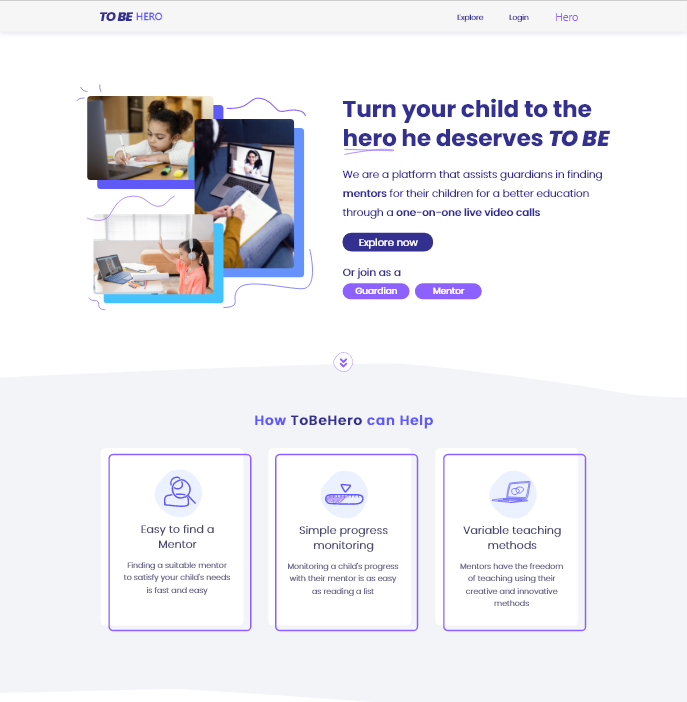 TO BE HERO
Explore
Login
Hero
Turn your child to the
hero he deserves TO BE
We are a platform that assists guardians in finding
mentors for their children for a better education
through a one-on-one live video calls
Explore now
Or join as a
Guardian
Mentor
How ToBeHero can Help
Easy to find a
Mentor
Finding a suitable mentor
to satisfy your child's needs
is fast and easy
Simple progress
monitoring
Monitoring a child's progress
with their mentor is as easy
as reading a list
Variable teaching
methods
Mentors have the freedom
of teaching using their
creative and innovative
methods